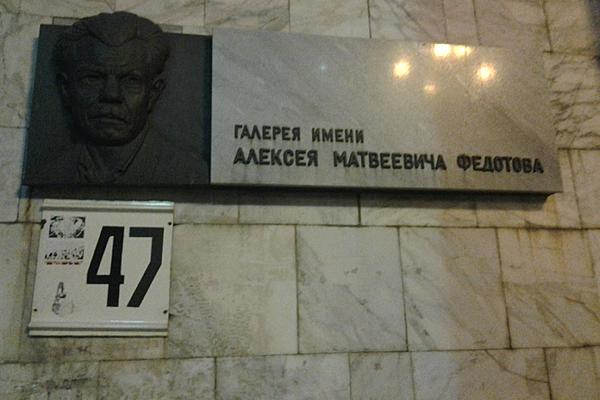 ГАЛЕРЕЯ ИМЕНИ
АЛЕКСЕЯ МАТВЕЕВИЧА ФЕДОТОВА
47